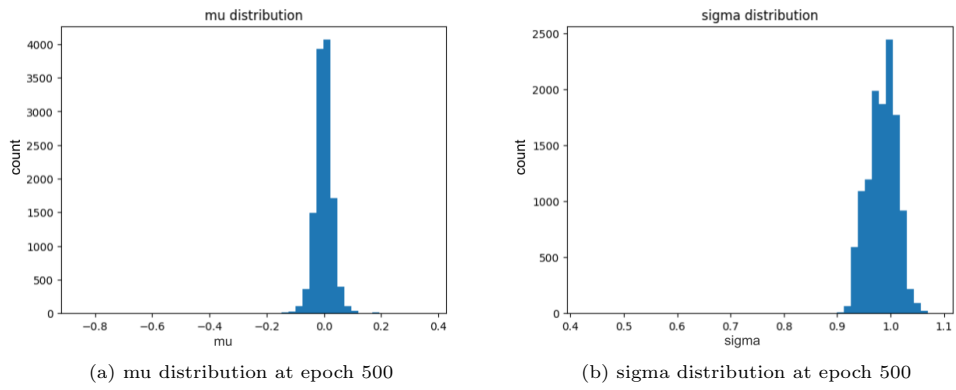 mu distribution
count
4000
3500
3000
2500
2000
1500
1000
500
0
−0.8 −0.6 −0.4 −0.2 0.0 0.2 0.4
mu
(a) mu distribution at epoch 500
sigma distribution
count
2500
2000
1500
1000
500
0
0.4 0.5 0.6 0.7 0.8 0.9 1.0 1.1
sigma
(b) sigma distribution at epoch 500